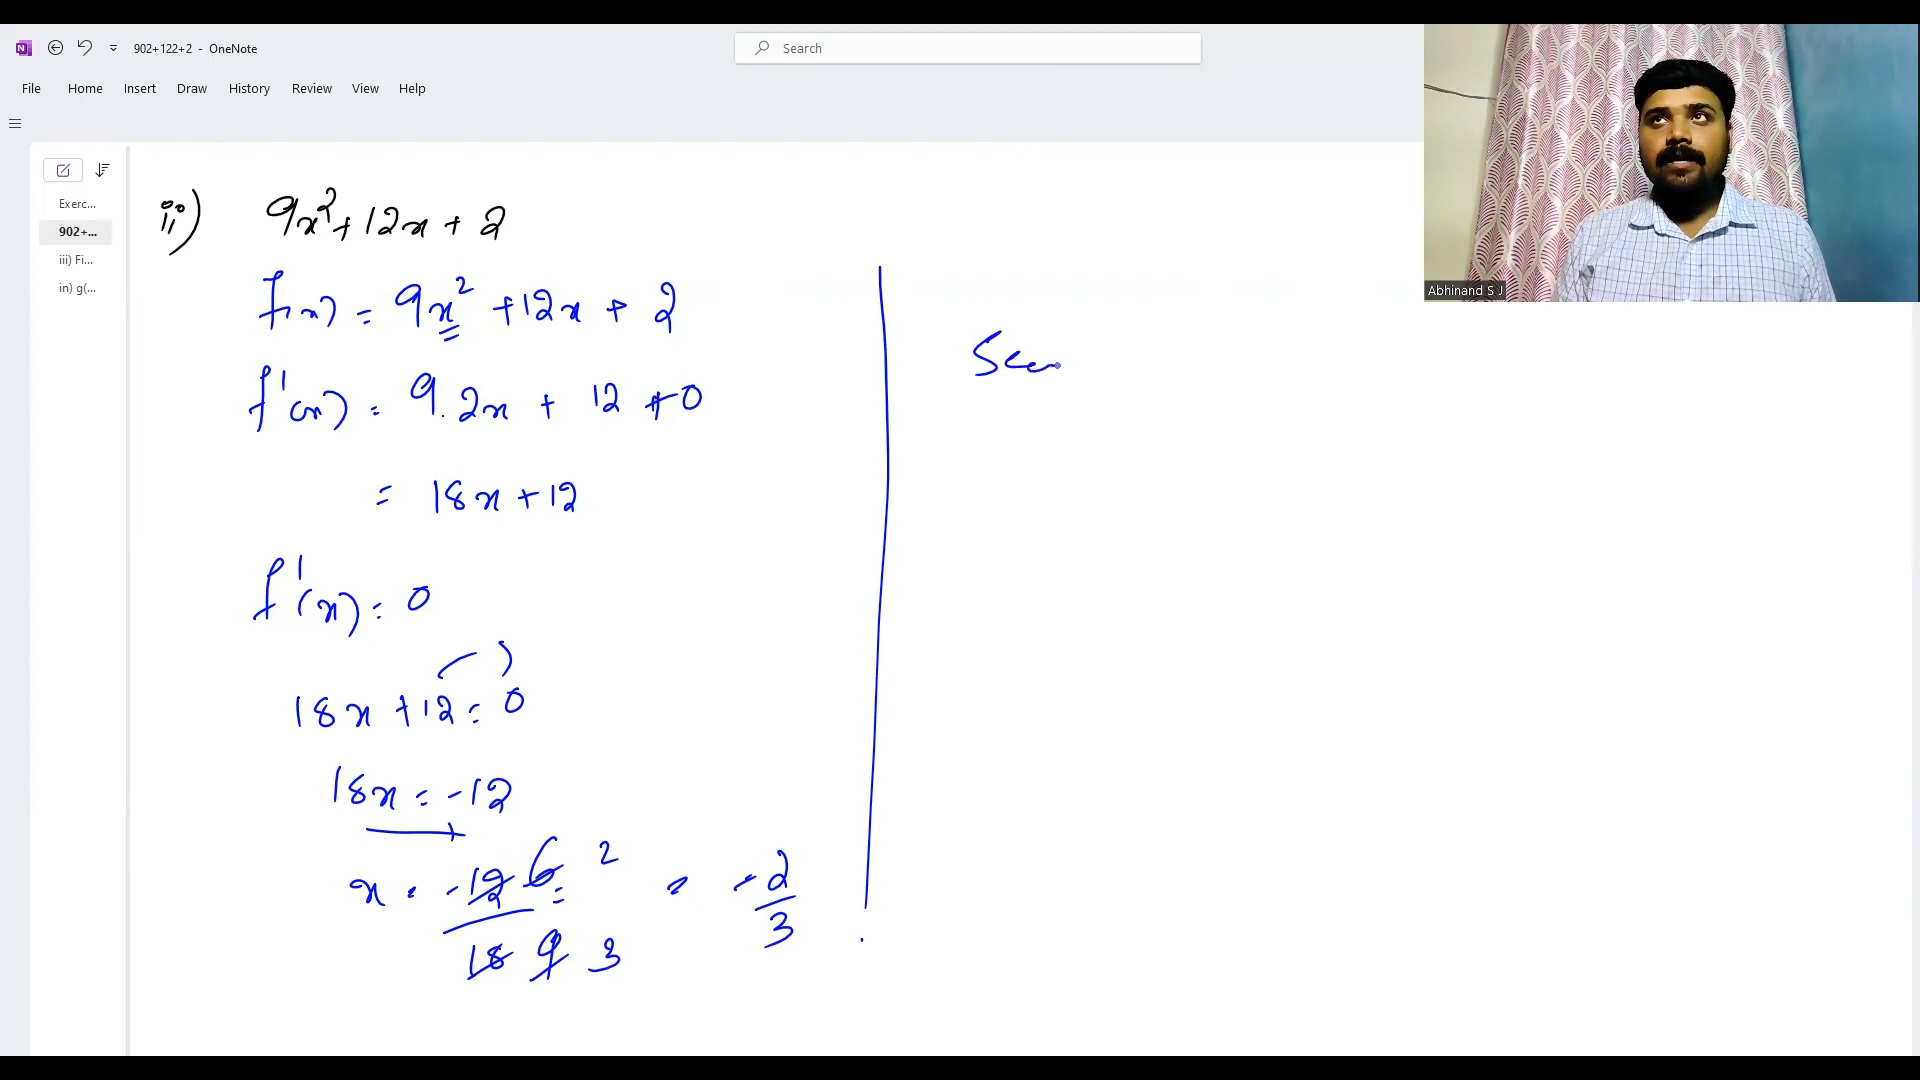 902+122+2 - OneNote
Search
File Home Insert Draw History Review View Help
Exerc...
902+...
iii) Fi...
in) g(...
Abhinand S J
ii) 9x²+12x+2
f(x) = 9x² +12x + 2
f'(x) = 9.2x + 12 +0
= 18x+12
f'(x) = 0
18x+12=0
18x=-12
x = -12 6 2 = -2
18 9 3 3